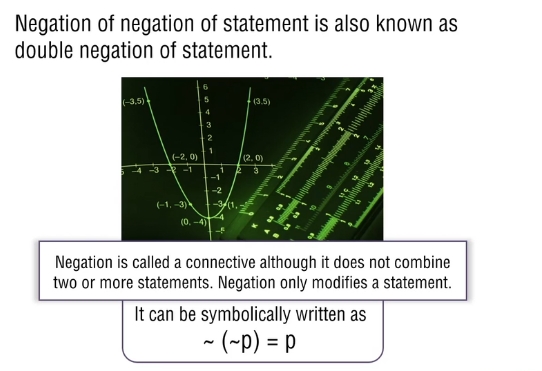 Negation of negation of statement is also known as
double negation of statement.
6
5
(-3,5)
(3,5)
4
3
2
1
(-2, 0)
(2, 0)
-4 -3 -2 -1
2 3
-1
-2
(-1, -3)
-3
(1,
(0, -4)
-4
-5
Negation is called a connective although it does not combine
two or more statements. Negation only modifies a statement.
It can be symbolically written as
~ (~p) = p